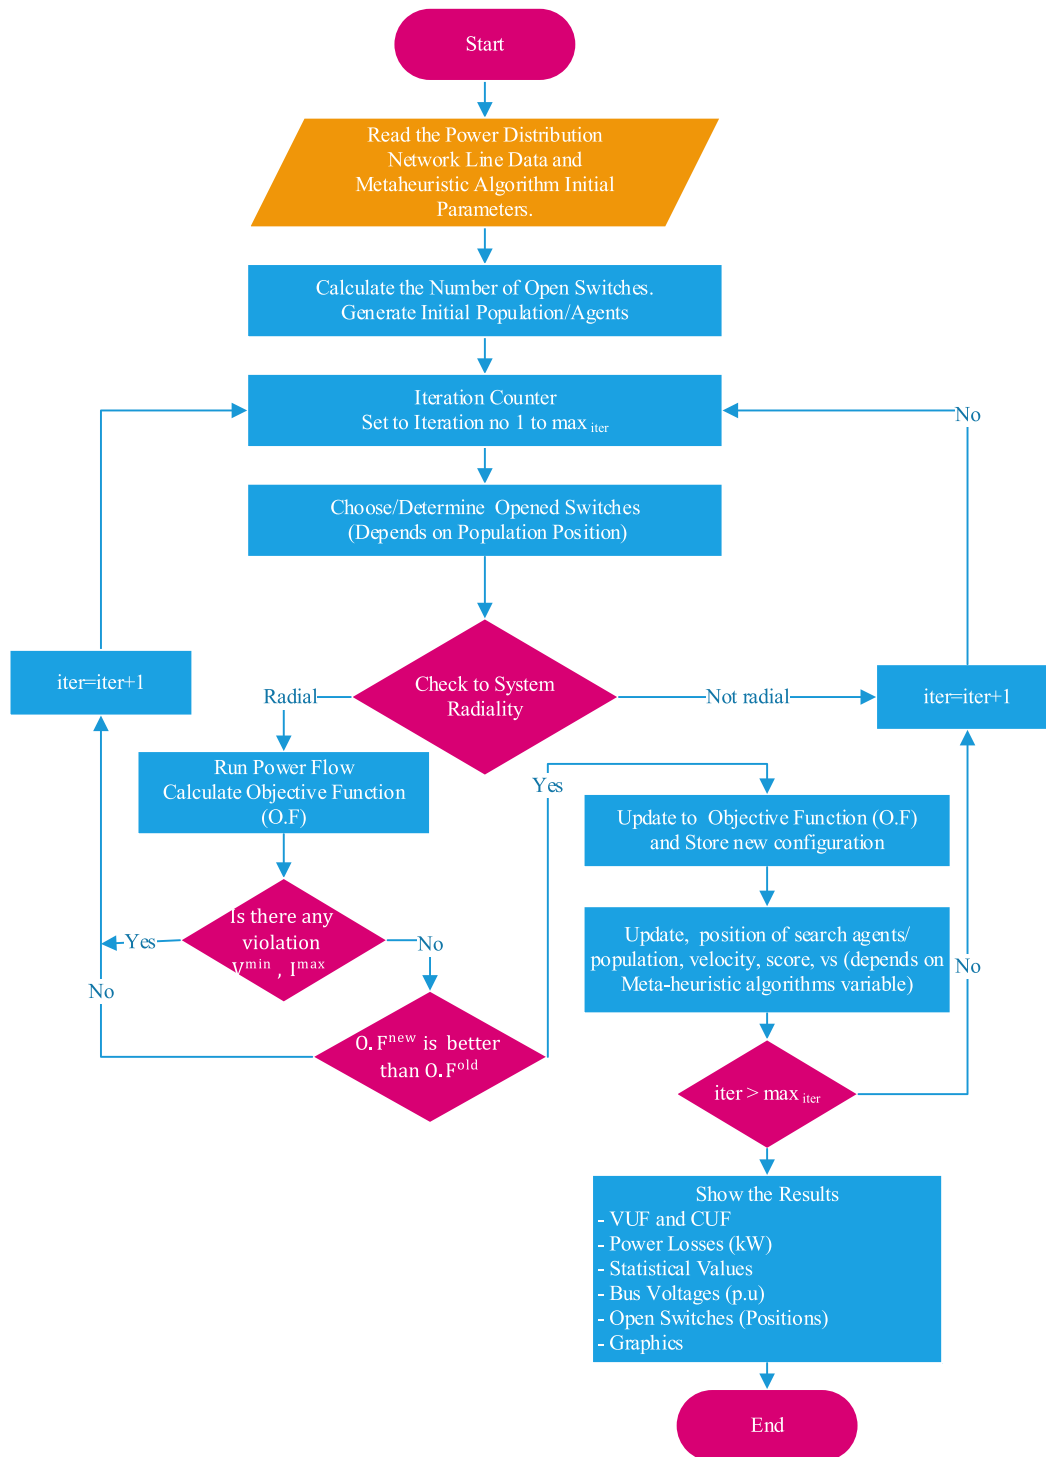 Start
Read the Power Distribution
Network Line Data and
Metaheuristic Algorithm Initial
Parameters.
Calculate the Number of Open Switches.
Generate Initial Population/Agents
Iteration Counter
Set to Iteration no 1 to max iter
No
Choose/Determine  Opened Switches
(Depends on Population Position)
iter=iter+1
Radial
Check to System
Radiality
Not radial
iter=iter+1
Run Power Flow
Calculate Objective Function
(O.F)
Yes
Update to  Objective Function (O.F)
and Store new configuration
Is there any
violation
Vᵐⁱⁿ , Iᵐᵃˣ
Yes
No
Update,  position of search agents/
population, velocity, score, vs (depends on
Meta-heuristic algorithms variable)
No
No
O. Fⁿᵉʷ is  better
than O. Fᵒˡᵈ
iter > max iter
Show the Results
- VUF and CUF
- Power Losses (kW)
- Statistical Values
- Bus Voltages (p.u)
- Open Switches (Positions)
- Graphics
End